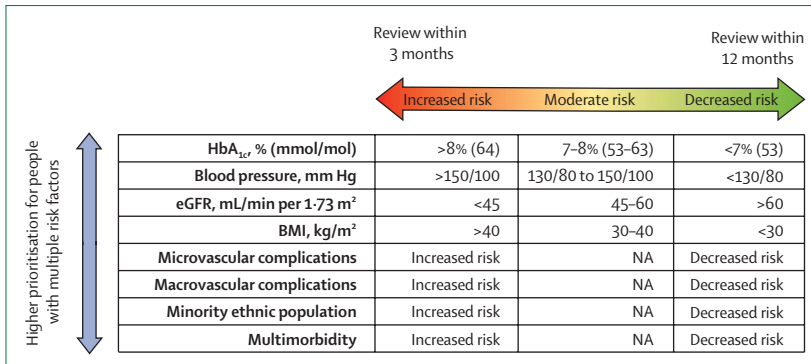 Review within
3 months
Review within
12 months
Increased risk Moderate risk Decreased risk
Higher prioritisation for people
with multiple risk factors
HbA1c, % (mmol/mol) >8% (64) 7–8% (53–63) <7% (53)
Blood pressure, mm Hg >150/100 130/80 to 150/100 <130/80
eGFR, mL/min per 1·73 m² <45 45–60 >60
BMI, kg/m² >40 30–40 <30
Microvascular complications Increased risk NA Decreased risk
Macrovascular complications Increased risk NA Decreased risk
Minority ethnic population Increased risk NA Decreased risk
Multimorbidity Increased risk NA Decreased risk